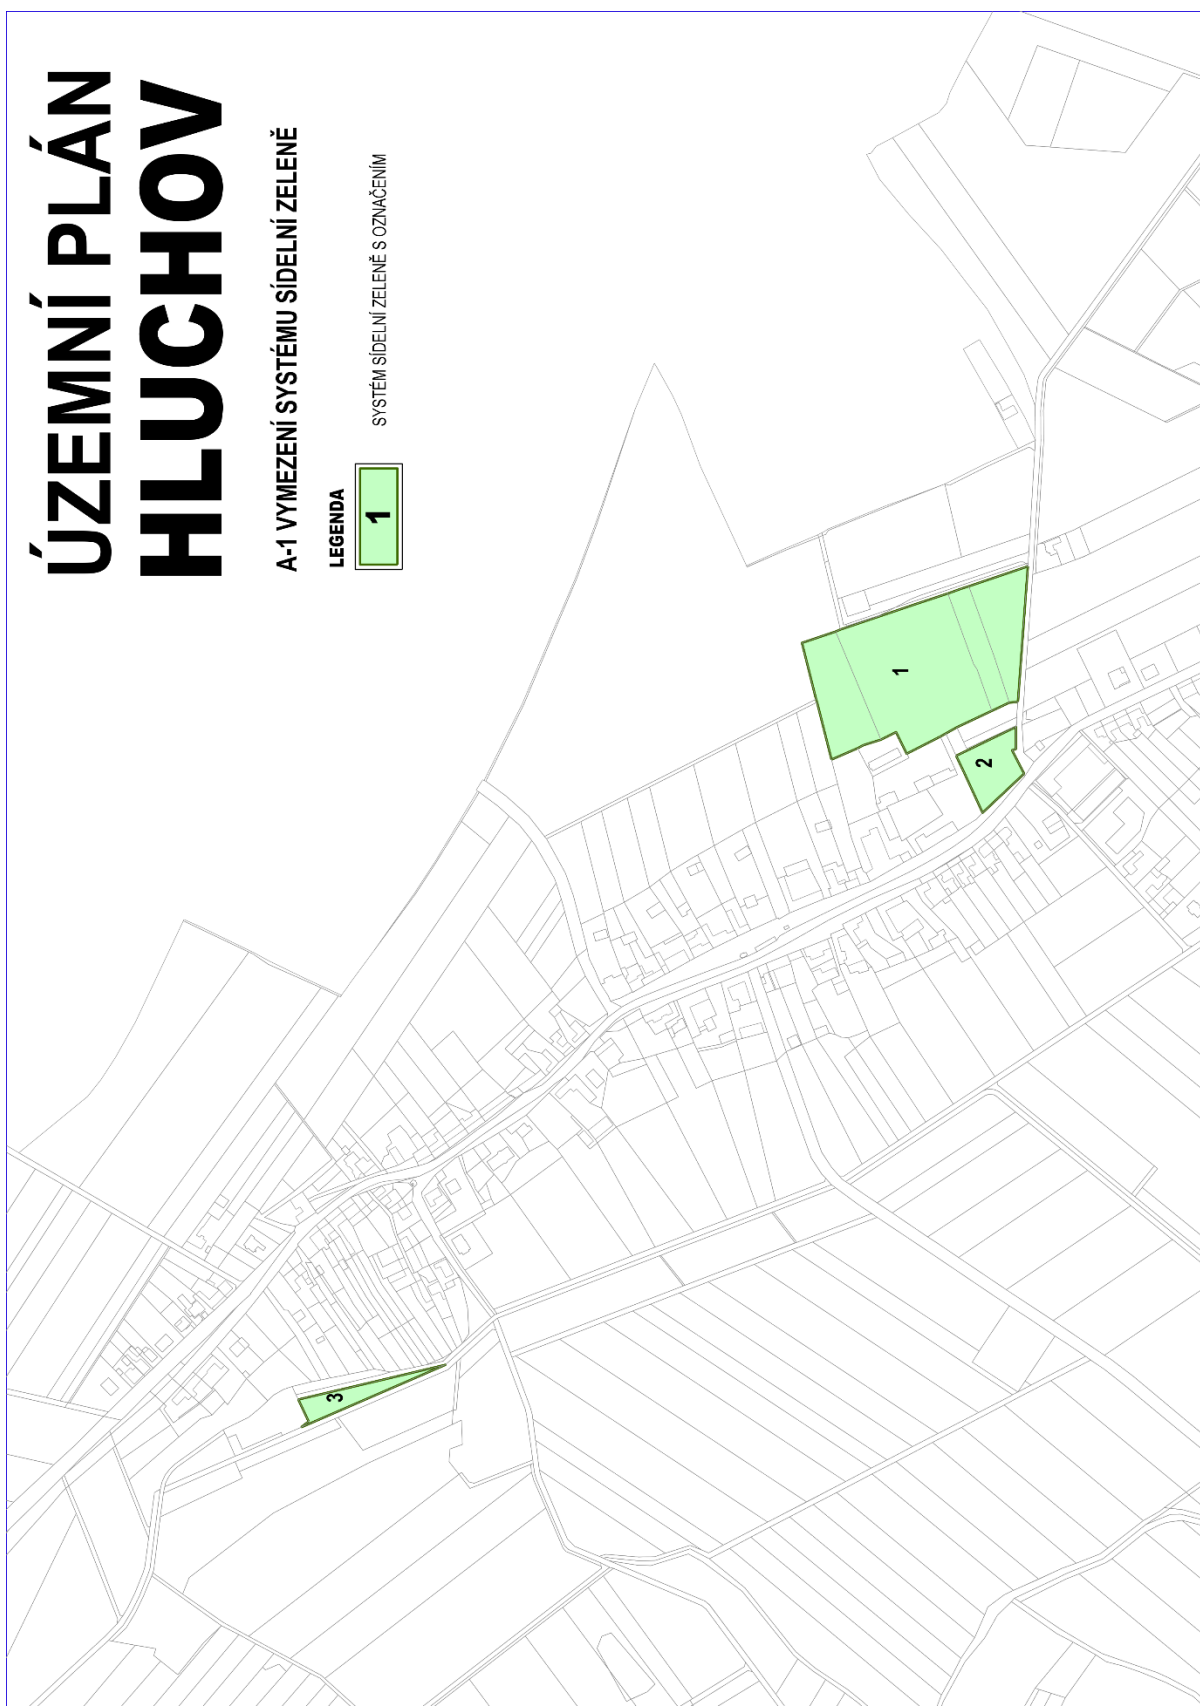 ÚZEMNÍ PLÁN
HLUCHOV
A-1 VYMEZENÍ SYSTÉMU SÍDELNÍ ZELENĚ
LEGENDA
1
SYSTÉM SÍDELNÍ ZELENĚ S OZNAČENÍM
3
2
1